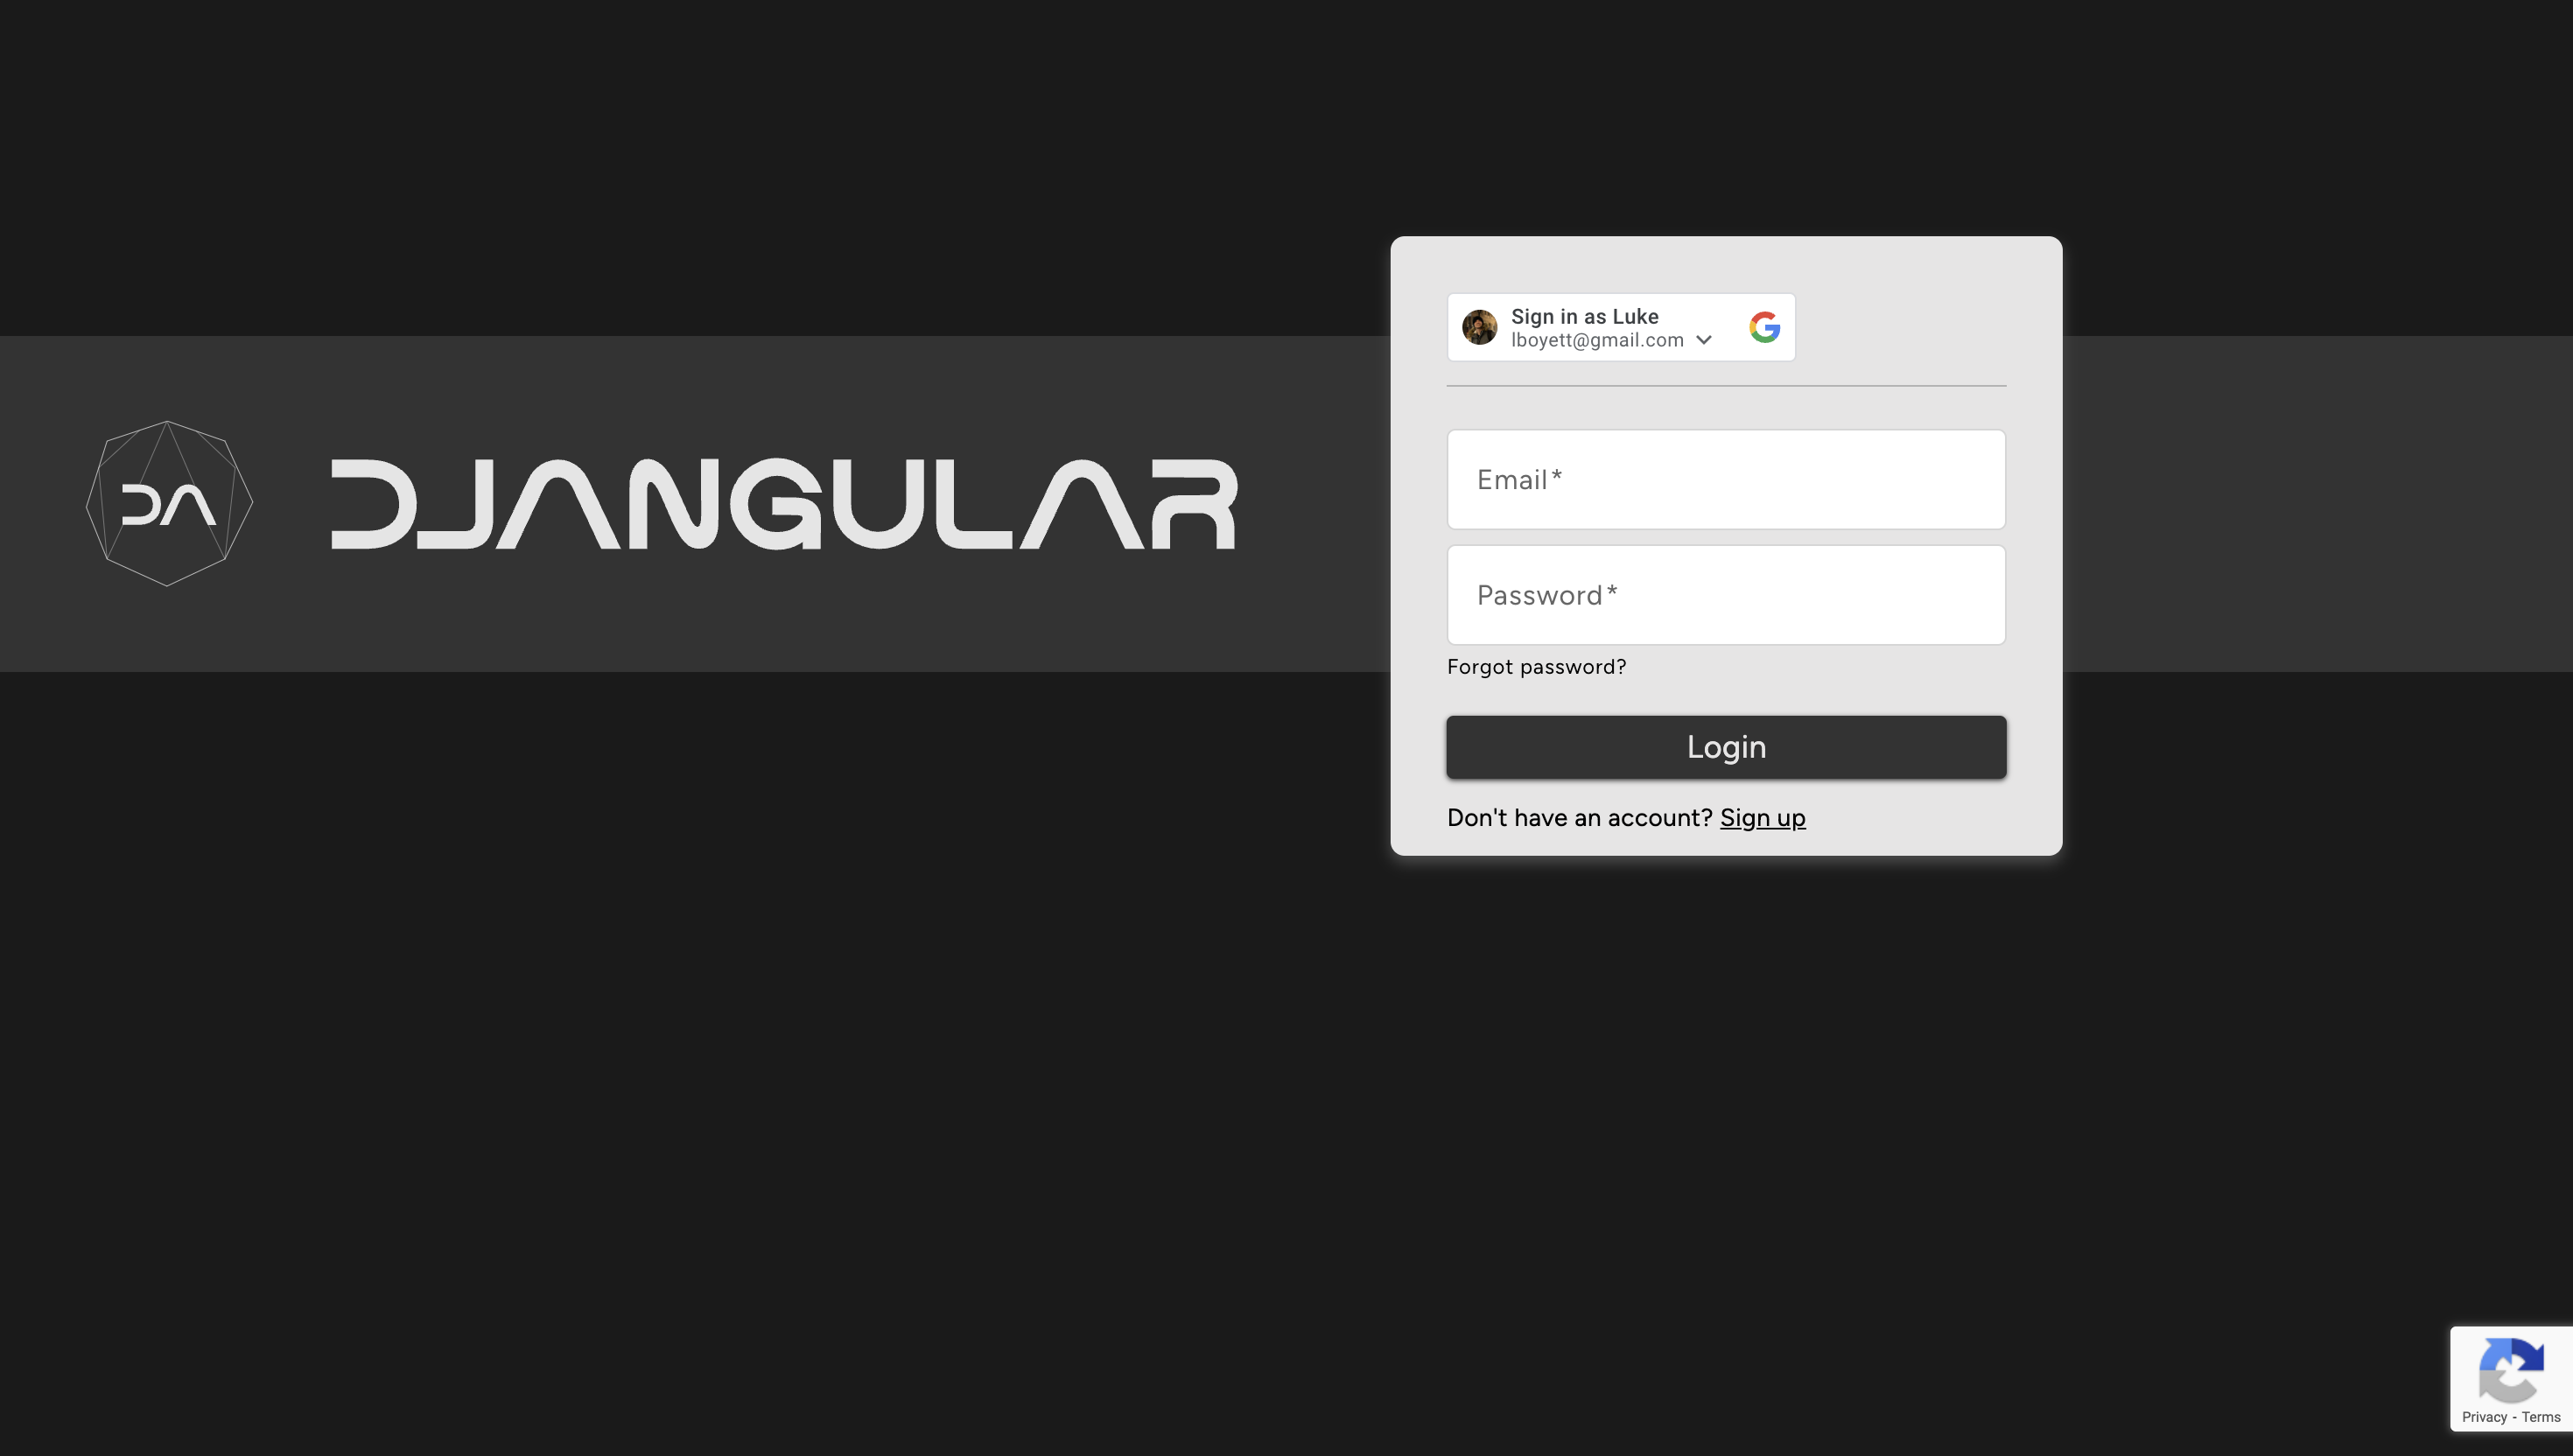 DA
DJANGULAR
Sign in as Luke
lboyett@gmail.com
Email*
Password*
Forgot password?
Login
Don't have an account? Sign up
Privacy - Terms